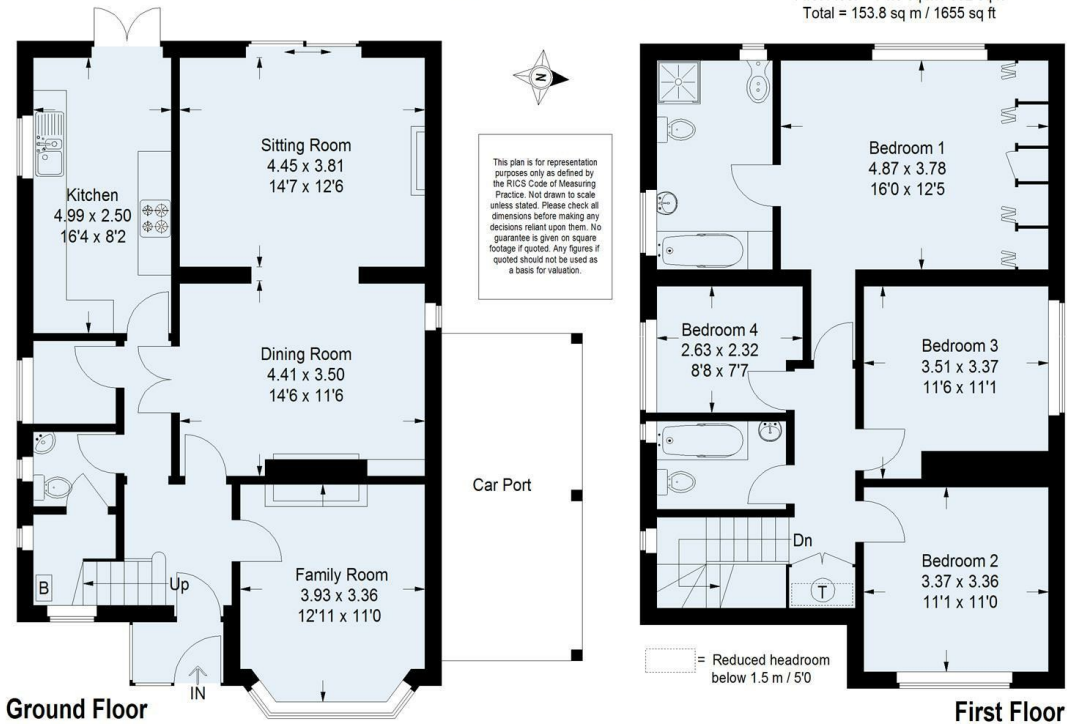 Total = 153.8 sq m / 1655 sq ft
N
This plan is for representation
purposes only as defined by
the RICS Code of Measuring
Practice. Not drawn to scale
unless stated. Please check all
dimensions before making any
decisions reliant upon them. No
guarantee is given on square
footage if quoted. Any figures if
quoted should not be used as
a basis for valuation.
Kitchen
4.99 x 2.50
16'4 x 8'2
Sitting Room
4.45 x 3.81
14'7 x 12'6
Dining Room
4.41 x 3.50
14'6 x 11'6
Family Room
3.93 x 3.36
12'11 x 11'0
Car Port
B
Up
IN
Ground Floor
Bedroom 1
4.87 x 3.78
16'0 x 12'5
Bedroom 4
2.63 x 2.32
8'8 x 7'7
Bedroom 3
3.51 x 3.37
11'6 x 11'1
Dn
T
Bedroom 2
3.37 x 3.36
11'1 x 11'0
= Reduced headroom
below 1.5 m / 5'0
First Floor